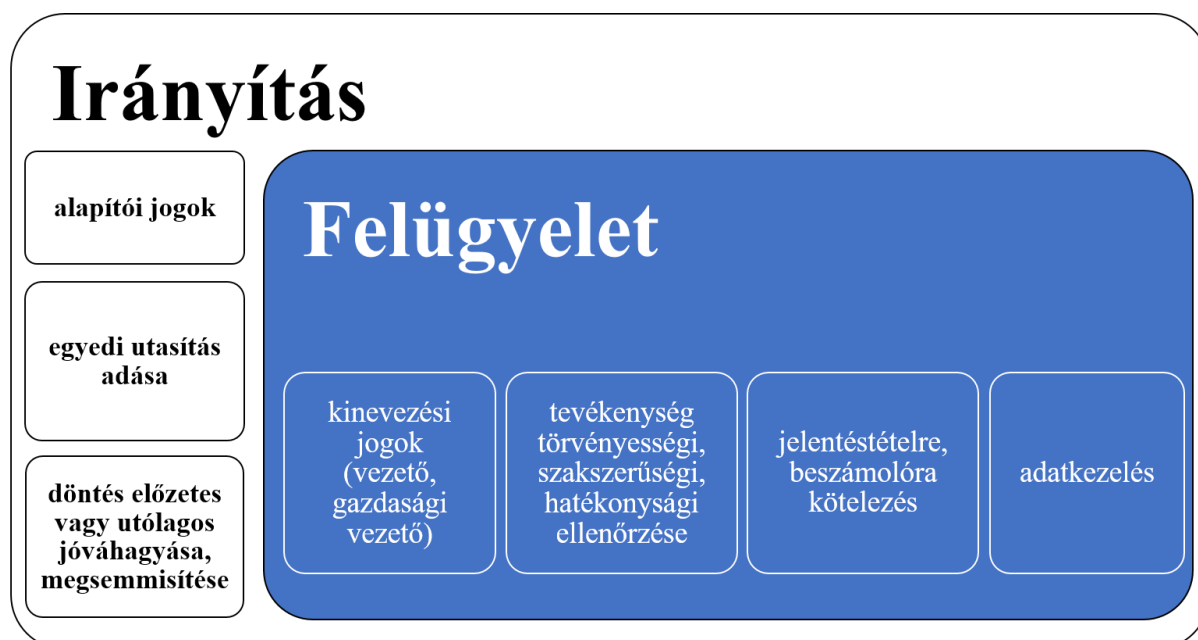 Irányítás
alapítói jogok
egyedi utasítás
adása
döntés előzetes
vagy utólagos
jóváhagyása,
megsemmisítése
Felügyelet
kinevezési
jogok
(vezető,
gazdasági
vezető)
tevékenység
törvényességi,
szakszerűségi,
hatékonysági
ellenőrzése
jelentéstételre,
beszámolóra
kötelezés
adatkezelés